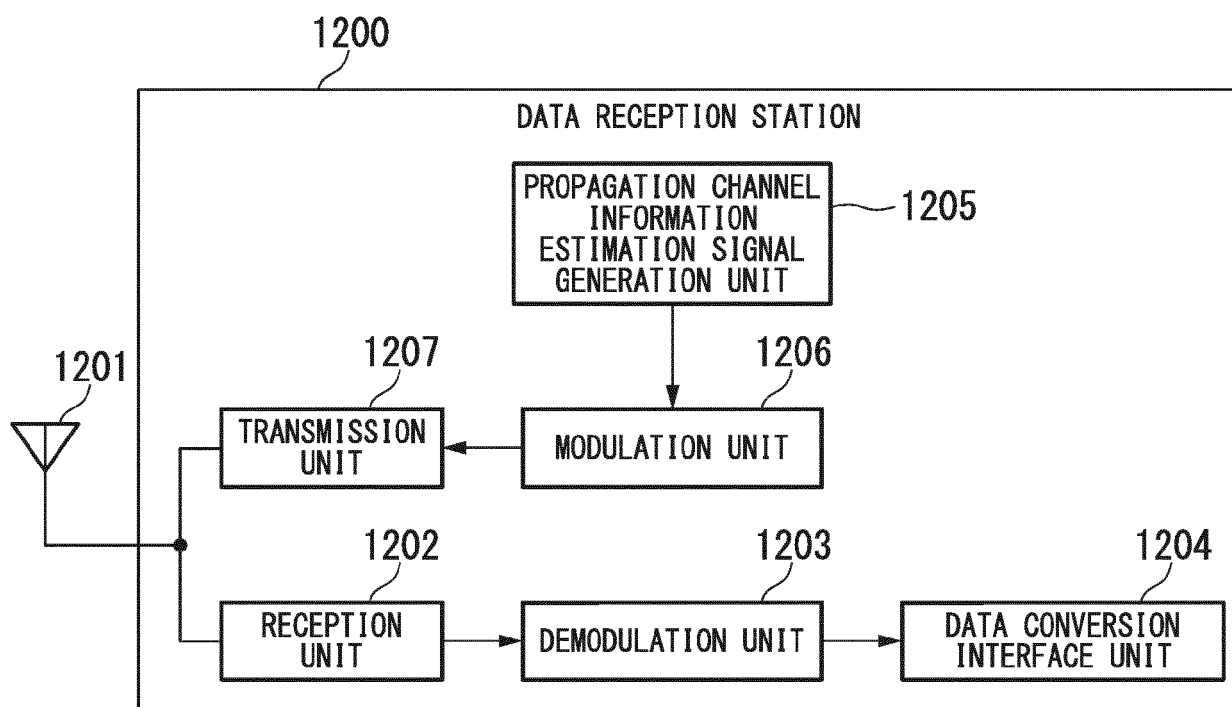 1200
DATA RECEPTION STATION
PROPAGATION CHANNEL
INFORMATION
ESTIMATION SIGNAL
GENERATION UNIT
1205
1201
1207
1206
TRANSMISSION
UNIT
MODULATION UNIT
1202
1203
1204
RECEPTION
UNIT
DEMODULATION UNIT
DATA CONVERSION
INTERFACE UNIT